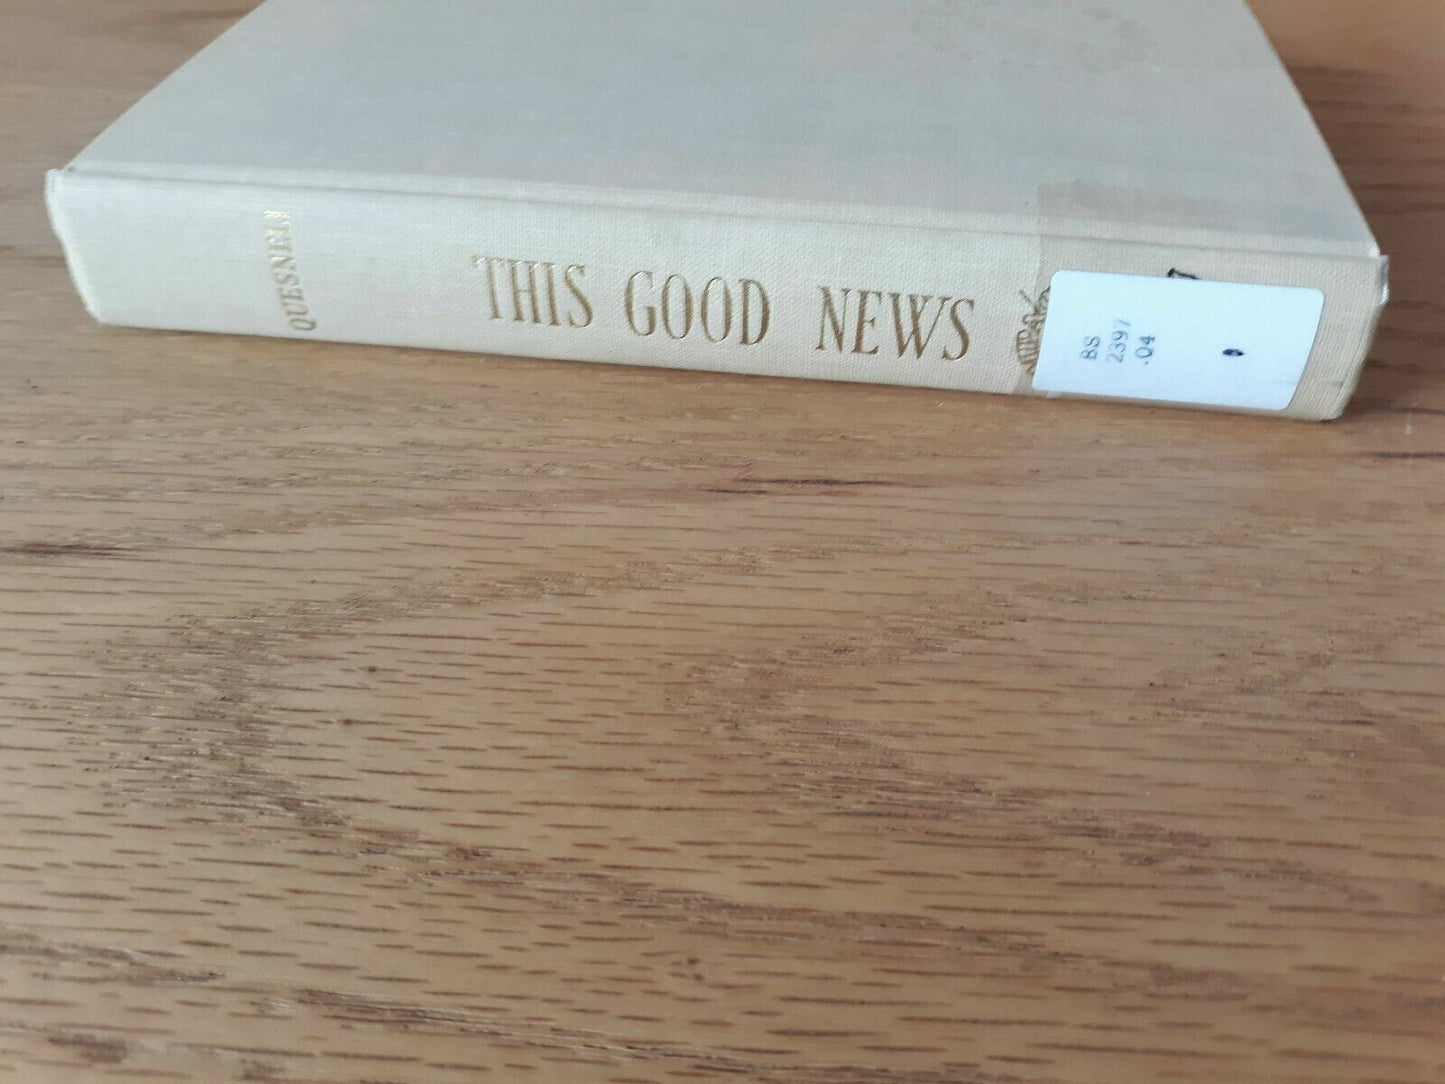 QUESNELL
THIS GOOD NEWS
BS
2397
.Q4